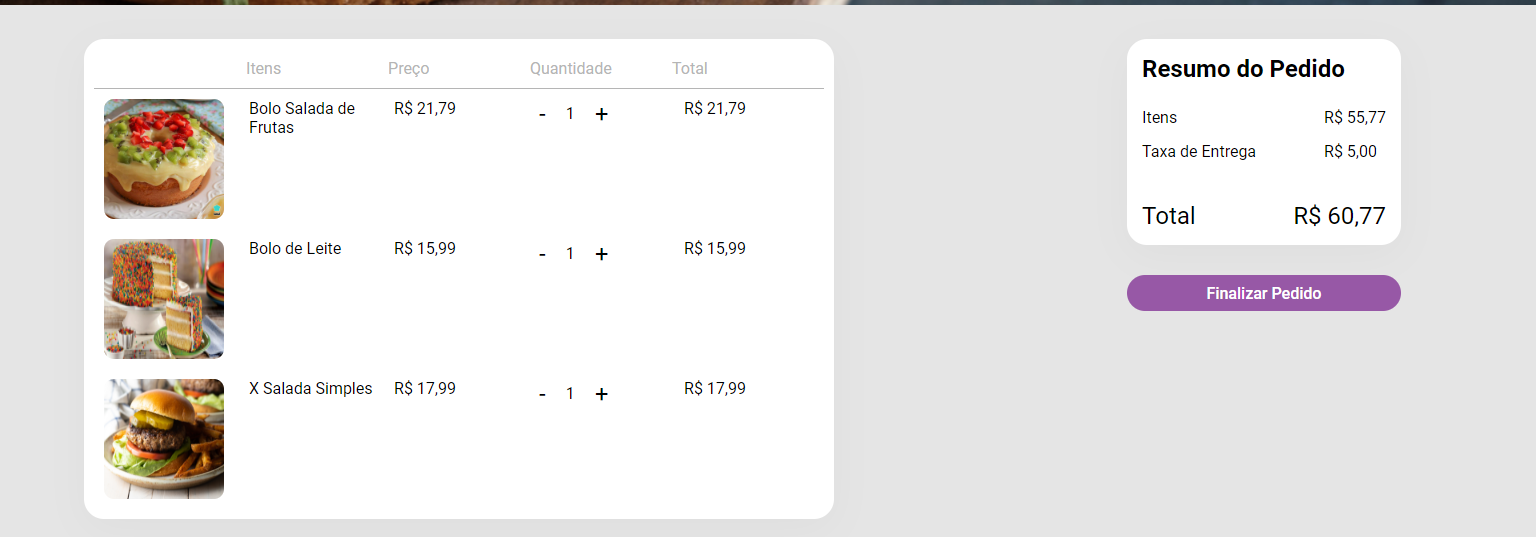 Itens Preço Quantidade Total
Bolo Salada de Frutas R$ 21,79 - 1 + R$ 21,79
Bolo de Leite R$ 15,99 - 1 + R$ 15,99
X Salada Simples R$ 17,99 - 1 + R$ 17,99
Resumo do Pedido
Itens R$ 55,77
Taxa de Entrega R$ 5,00
Total R$ 60,77
Finalizar Pedido